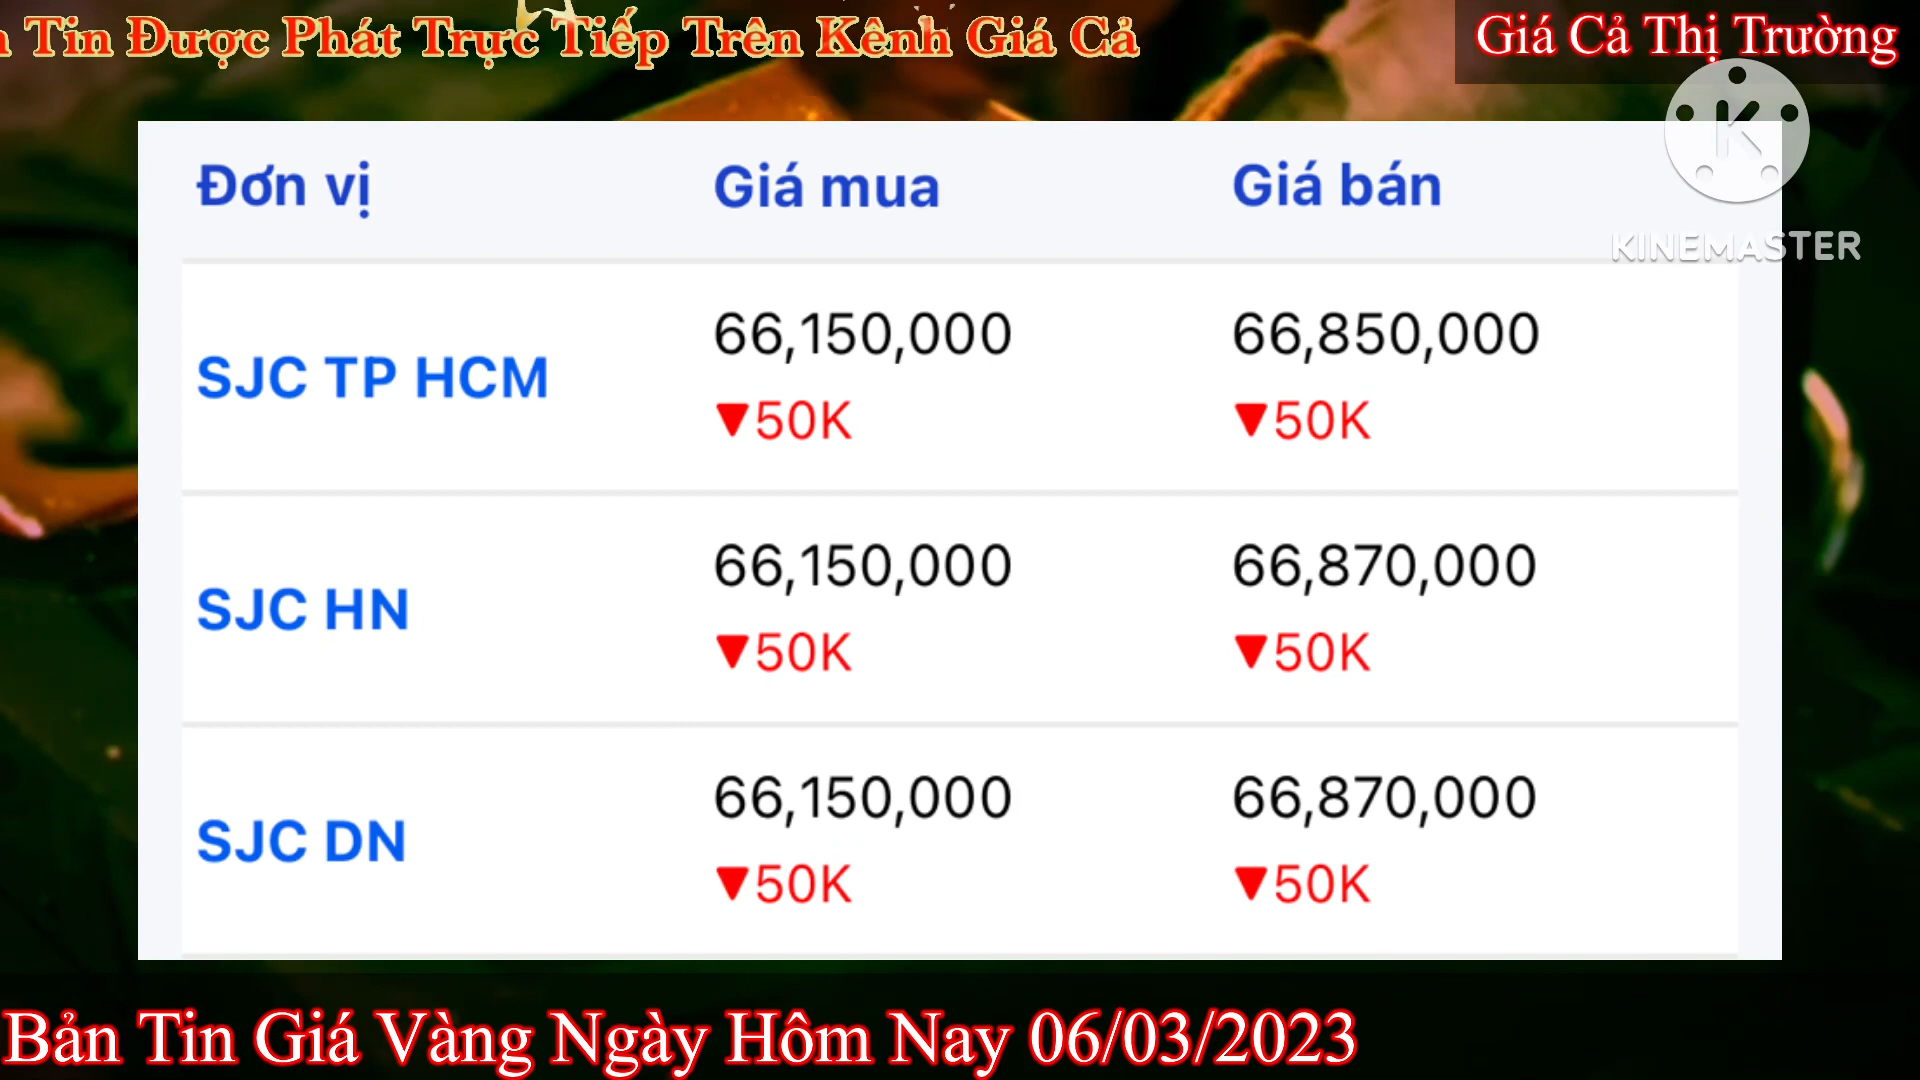 Tin Được Phát Trực Tiếp Trên Kênh Giá Cả
Giá Cả Thị Trường
K
KINEMASTER
Đơn vị Giá mua Giá bán
SJC TP HCM 66,150,000 66,850,000
▼50K ▼50K
SJC HN 66,150,000 66,870,000
▼50K ▼50K
SJC DN 66,150,000 66,870,000
▼50K ▼50K
Bản Tin Giá Vàng Ngày Hôm Nay 06/03/2023